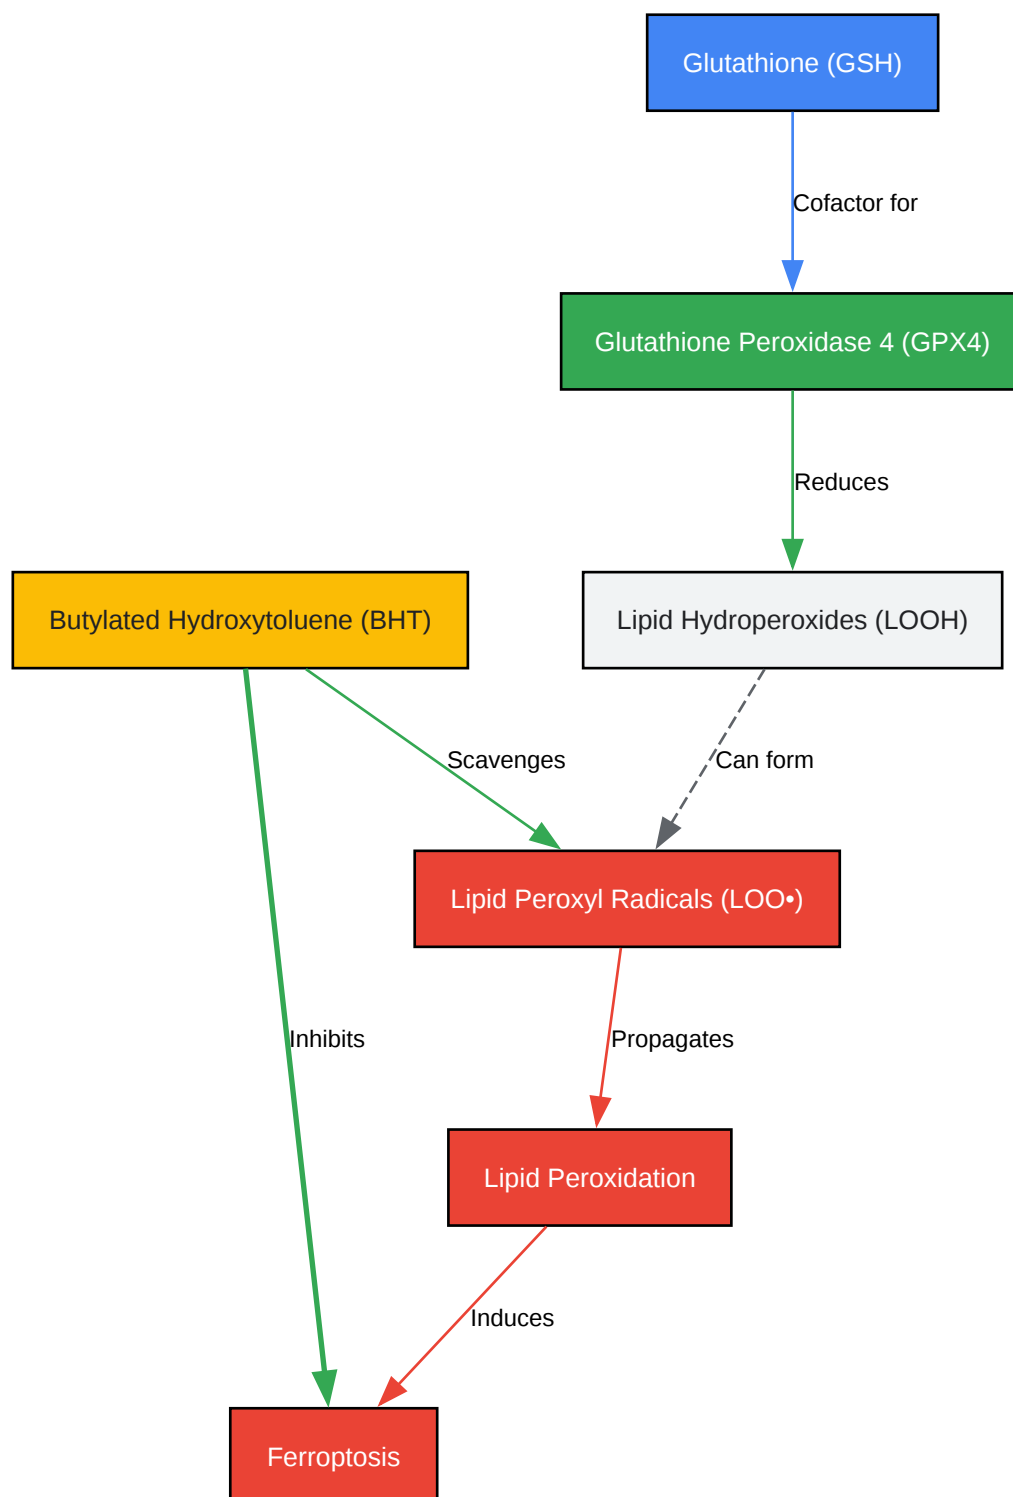 Glutathione (GSH)
Cofactor for
Glutathione Peroxidase 4 (GPX4)
Reduces
Butylated Hydroxytoluene (BHT)
Lipid Hydroperoxides (LOOH)
Scavenges
Can form
Lipid Peroxyl Radicals (LOO•)
Inhibits
Propagates
Lipid Peroxidation
Induces
Ferroptosis